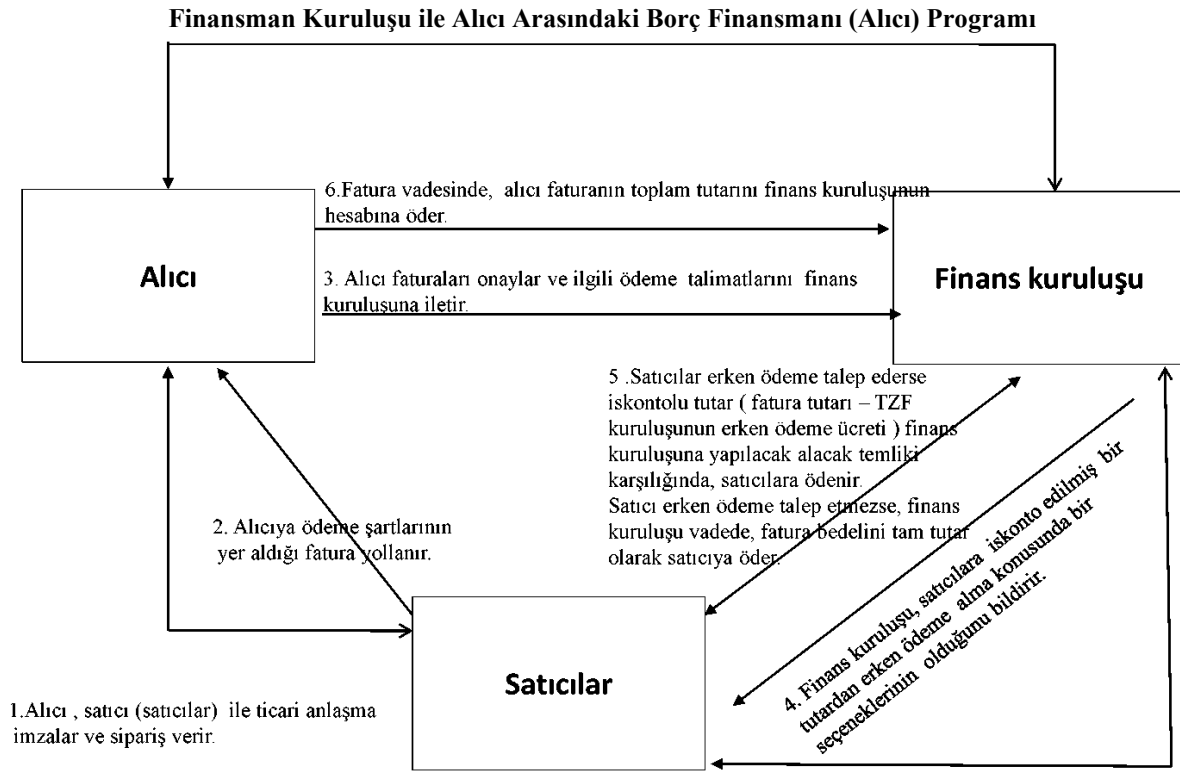 Finansman Kuruluşu ile Alıcı Arasındaki Borç Finansmanı (Alıcı) Programı
6.Fatura vadesinde, alıcı faturanın toplam tutarını finans kuruluşunun
hesabına öder.
Alıcı
Finans kuruluşu
3. Alıcı faturaları onaylar ve ilgili ödeme talimatlarını finans
kuruluşuna iletir.
5 .Satıcılar erken ödeme talep ederse
iskontolu tutar ( fatura tutarı – TZF
kuruluşunun erken ödeme ücreti ) finans
kuruluşuna yapılacak alacak temliki
karşılığında, satıcılara ödenir.
Satıcı erken ödeme talep etmezse, finans
kuruluşu vadede, fatura bedelini tam tutar
olarak satıcıya öder.
2. Alıcıya ödeme şartlarının
yer aldığı fatura yollanır.
4. Finans kuruluşu, satıcılara iskonto edilmiş bir
tutardan erken ödeme alma konusunda bir
seçeneklerinin olduğunu bildirir.
Satıcılar
1.Alıcı , satıcı (satıcılar) ile ticari anlaşma
imzalar ve sipariş verir.